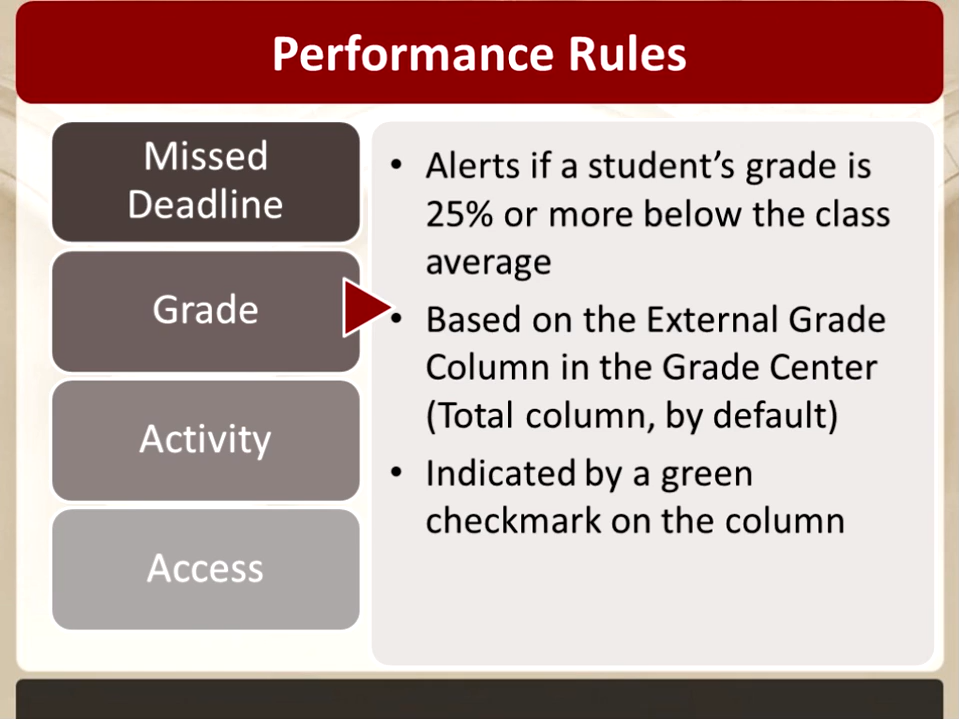 Performance Rules
Missed
Deadline
Grade
Activity
Access
• Alerts if a student’s grade is
25% or more below the class
average
• Based on the External Grade
Column in the Grade Center
(Total column, by default)
• Indicated by a green
checkmark on the column